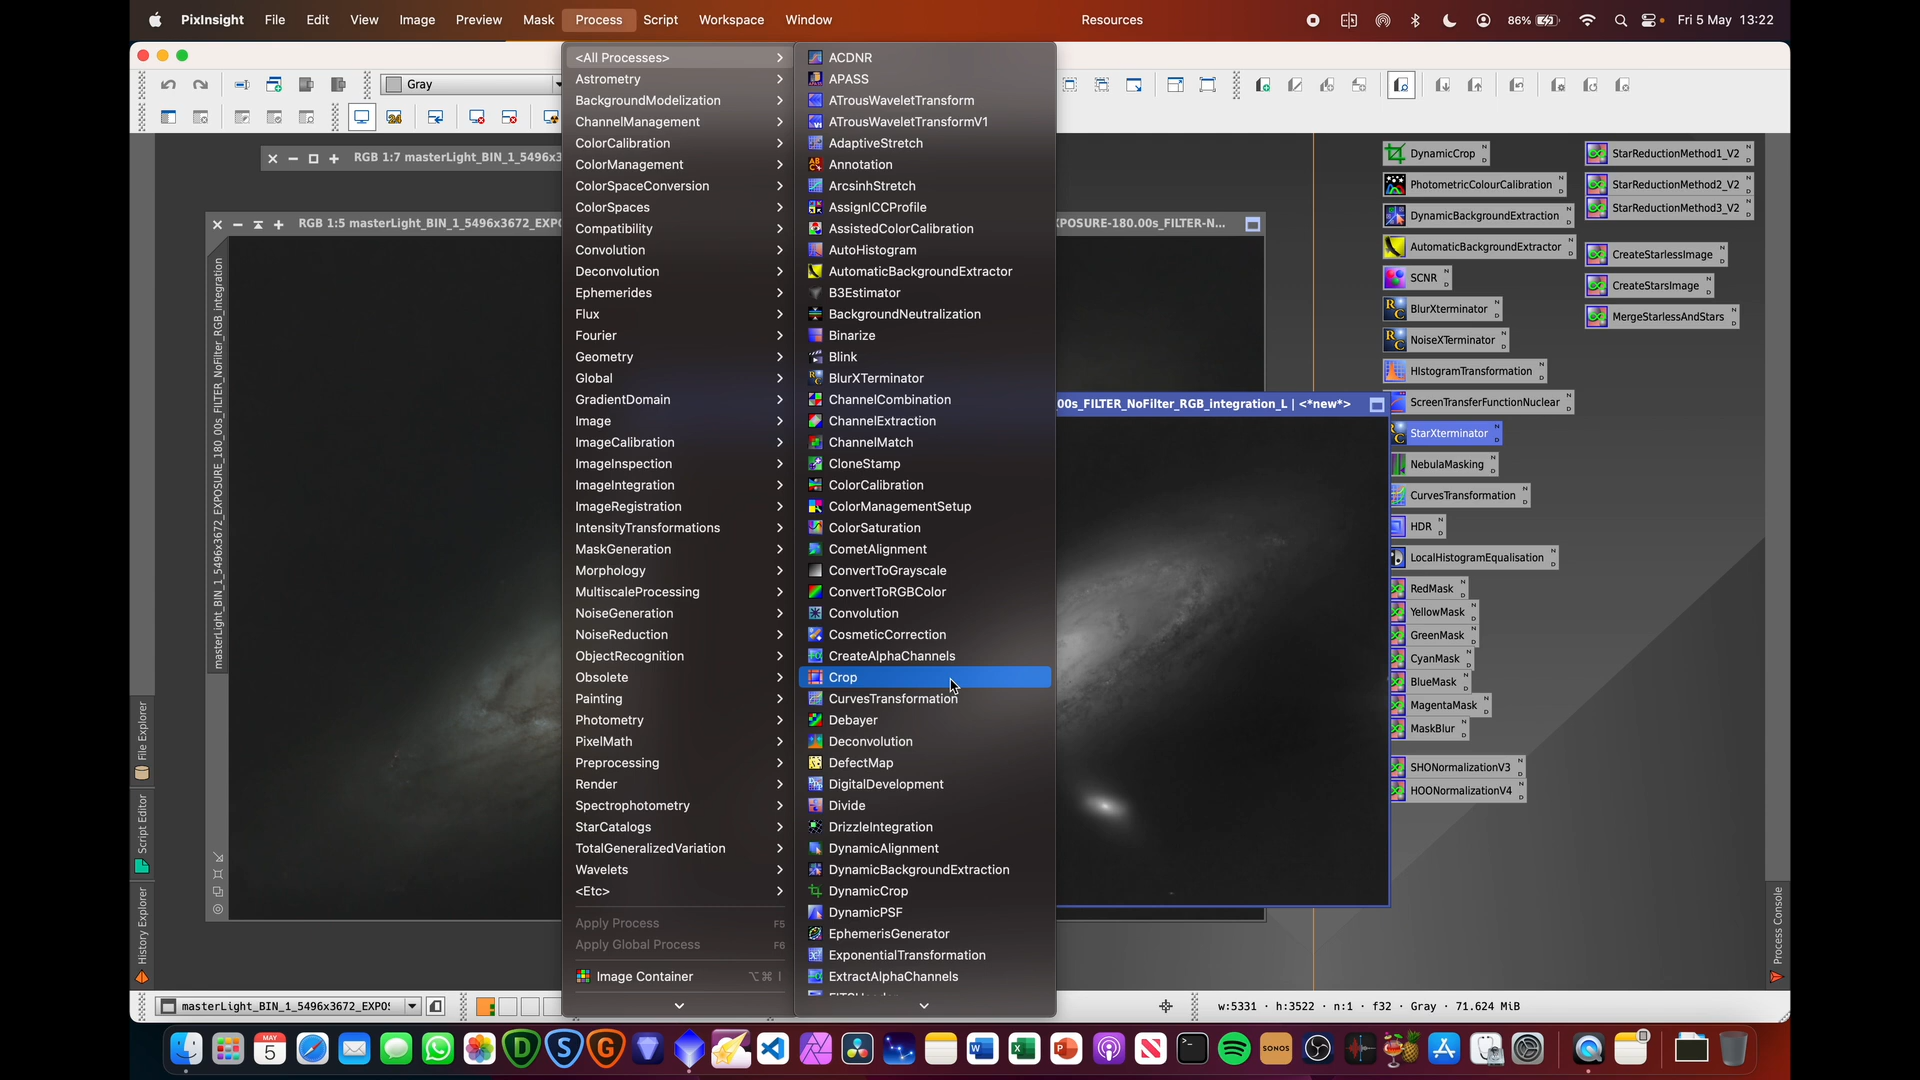 PixInsight File Edit View Image Preview Mask Process Script Workspace Window Resources 86% Fri 5 May 13:22
Gray
24
RGB 1:7 masterLight_BIN_1_5496x3
RGB 1:5 masterLight_BIN_1_5496x3672_EXPO
XPOSURE-180.00s_FILTER-N...
00s_FILTER_NoFilter_RGB_integration_L | <*new*>
masterLight_BIN_1_5496x3672_EXPOSURE_180_00s_FILTER_NoFilter_RGB_integration
<All Processes>
Astrometry
BackgroundModelization
ChannelManagement
ColorCalibration
ColorManagement
ColorSpaceConversion
ColorSpaces
Compatibility
Convolution
Deconvolution
Ephemerides
Flux
Fourier
Geometry
Global
GradientDomain
Image
ImageCalibration
ImageInspection
ImageIntegration
ImageRegistration
IntensityTransformations
MaskGeneration
Morphology
MultiscaleProcessing
NoiseGeneration
NoiseReduction
ObjectRecognition
Obsolete
Painting
Photometry
PixelMath
Preprocessing
Render
Spectrophotometry
StarCatalogs
TotalGeneralizedVariation
Wavelets
<Etc>
Apply Process F5
Apply Global Process F6
Image Container ⌥⌘I
ACDNR
APASS
ATrousWaveletTransform
ATrousWaveletTransformV1
AdaptiveStretch
Annotation
ArcsinhStretch
AssignICCProfile
AssistedColorCalibration
AutoHistogram
AutomaticBackgroundExtractor
B3Estimator
BackgroundNeutralization
Binarize
Blink
BlurXTerminator
ChannelCombination
ChannelExtraction
ChannelMatch
CloneStamp
ColorCalibration
ColorManagementSetup
ColorSaturation
CometAlignment
ConvertToGrayscale
ConvertToRGBColor
Convolution
CosmeticCorrection
CreateAlphaChannels
Crop
CurvesTransformation
Debayer
Deconvolution
DefectMap
DigitalDevelopment
Divide
DrizzleIntegration
DynamicAlignment
DynamicBackgroundExtraction
DynamicCrop
DynamicPSF
EphemerisGenerator
ExponentialTransformation
ExtractAlphaChannels
DynamicCrop
PhotometricColourCalibration
DynamicBackgroundExtraction
AutomaticBackgroundExtractor
SCNR
BlurXterminator
NoiseXTerminator
HIstogramTransformation
ScreenTransferFunctionNuclear
StarXterminator
NebulaMasking
CurvesTransformation
HDR
LocalHistogramEqualisation
RedMask
YellowMask
GreenMask
CyanMask
BlueMask
MagentaMask
MaskBlur
SHONormalizationV3
HOONormalizationV4
StarReductionMethod1_V2
StarReductionMethod2_V2
StarReductionMethod3_V2
CreateStarlessImage
CreateStarsImage
MergeStarlessAndStars
File Explorer
Script Editor
History Explorer
Process Console
masterLight_BIN_1_5496x3672_EXPO
w:5331 · h:3522 · n:1 · f32 · Gray · 71.624 MiB
MAY
5
SONOS